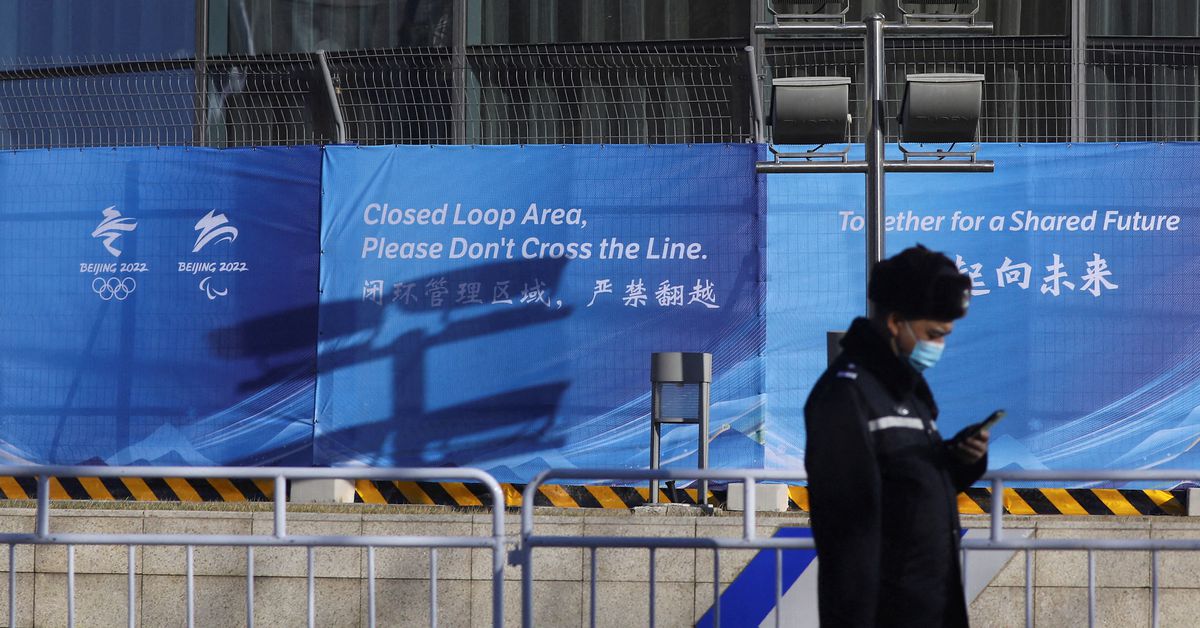 BEIJING 2022
BEIJING 2022
Closed Loop Area,
Please Don't Cross the Line.
闭环管理区域，严禁翻越
Together for a Shared Future
起向未来